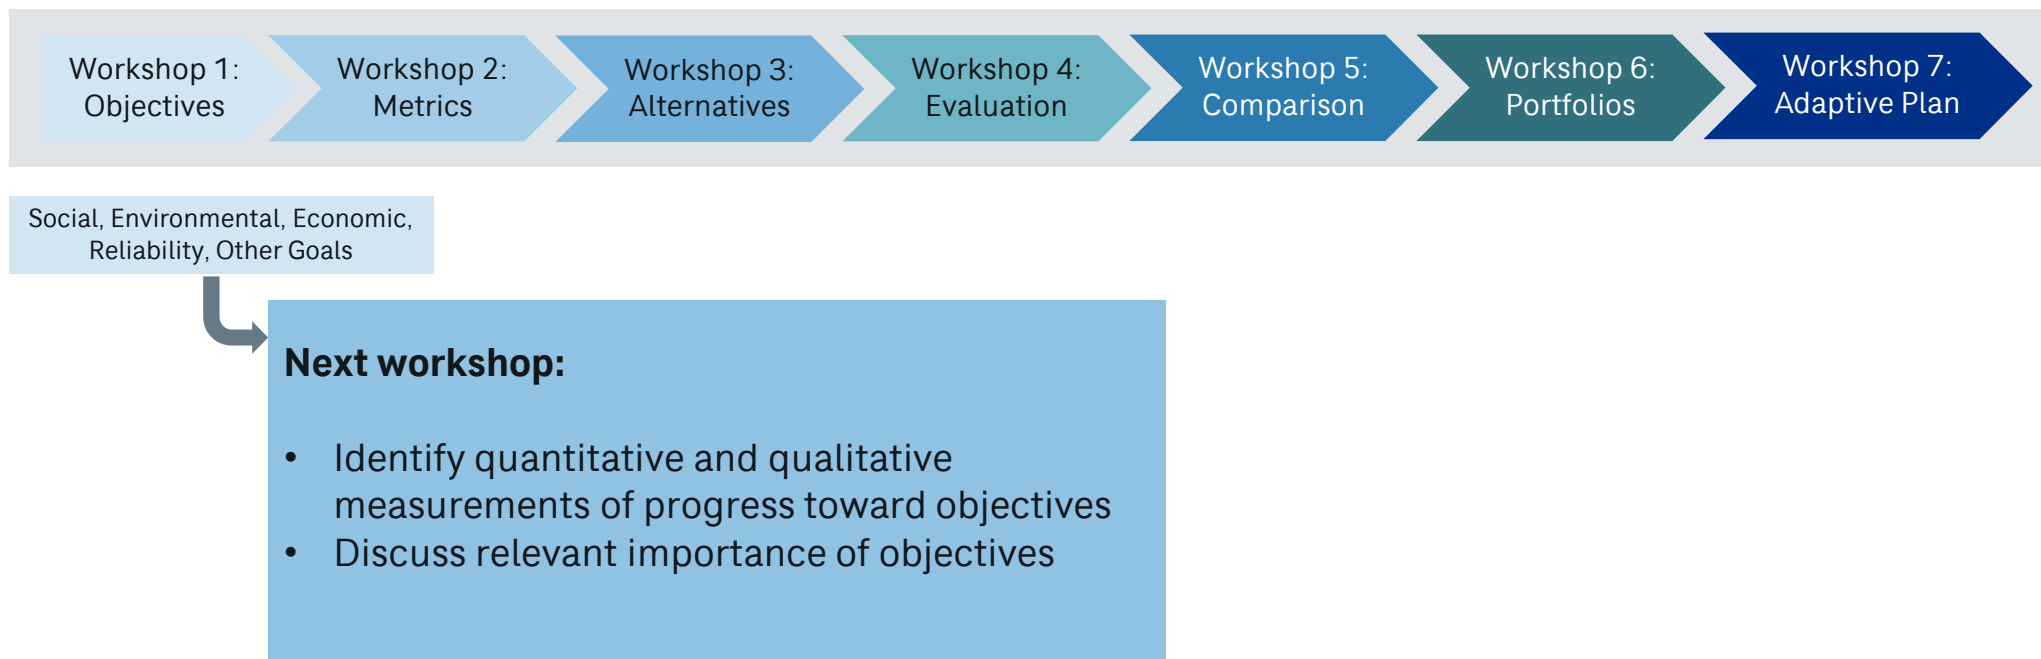 Workshop 1:
Objectives
Workshop 2:
Metrics
Workshop 3:
Alternatives
Workshop 4:
Evaluation
Workshop 5:
Comparison
Workshop 6:
Portfolios
Workshop 7:
Adaptive Plan
Social, Environmental, Economic,
Reliability, Other Goals
Next workshop:
• Identify quantitative and qualitative
measurements of progress toward objectives
• Discuss relevant importance of objectives